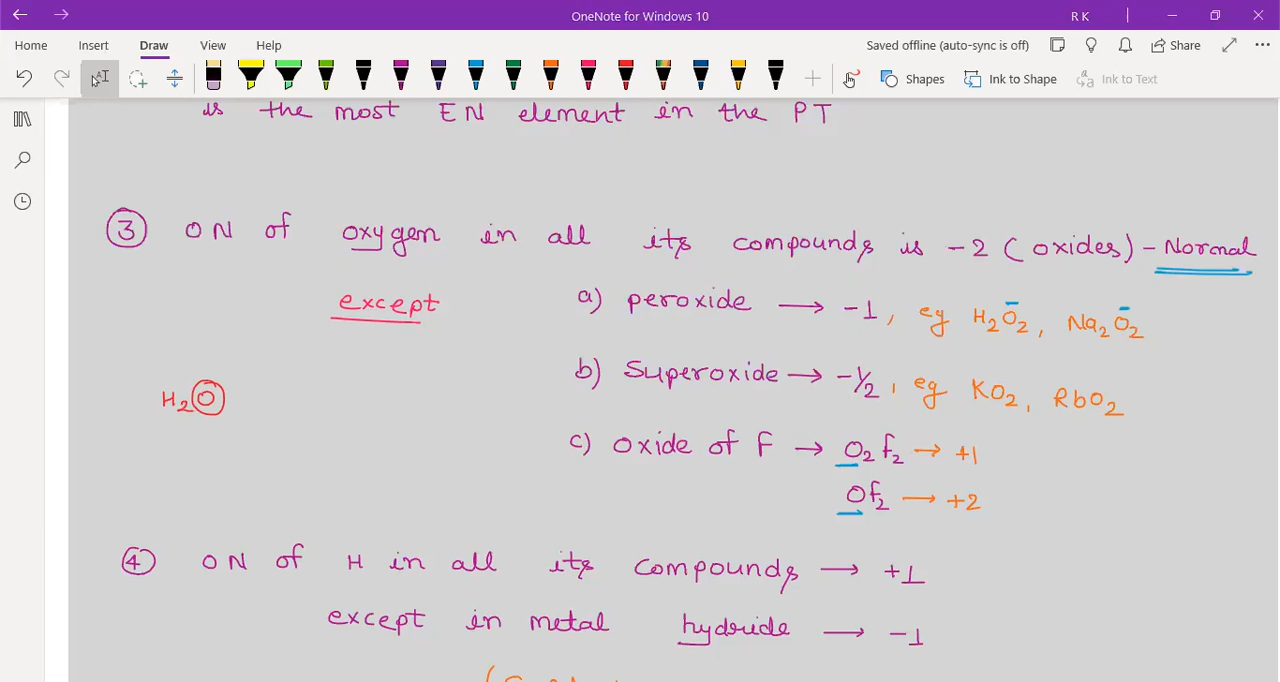 OneNote for Windows 10
R K
Home Insert Draw View Help
Saved offline (auto-sync is off) Share
Shapes Ink to Shape Ink to Text
is the most EN element in the PT
3 ON of oxygen in all its compounds is -2 (oxides) - Normal
except a) peroxide → -1, eg H₂O₂, Na₂O₂
H₂O b) Superoxide → -1/2, eg KO₂, RbO₂
c) oxide of F → O₂f₂ → +1
Of₂ → +2
4 ON of H in all its compounds → +1
except in metal hydride → -1